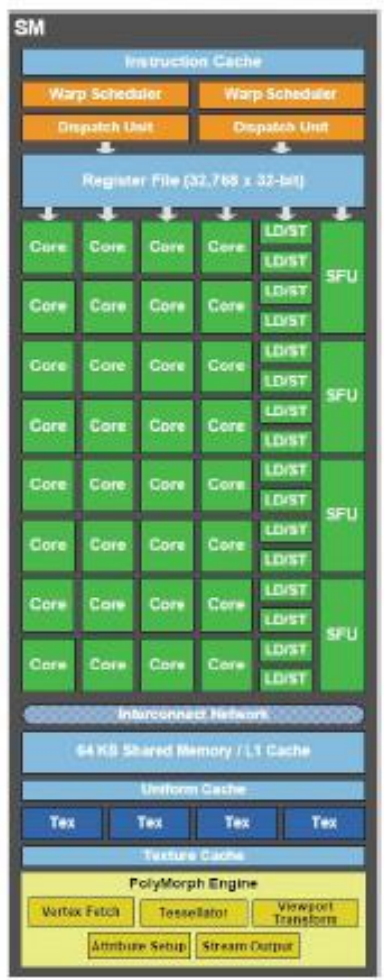 SM
Instruction Cache
Warp Scheduler Warp Scheduler
Dispatch Unit Dispatch Unit
Register File (32,768 x 32-bit)
Core Core Core Core LD/ST SFU
LD/ST
Core Core Core Core LD/ST
LD/ST
Core Core Core Core LD/ST SFU
LD/ST
Core Core Core Core LD/ST
LD/ST
Core Core Core Core LD/ST SFU
LD/ST
Core Core Core Core LD/ST
LD/ST
Core Core Core Core LD/ST SFU
LD/ST
Core Core Core Core LD/ST
LD/ST
Interconnect Network
64 KB Shared Memory / L1 Cache
Uniform Cache
Tex Tex Tex Tex
Texture Cache
PolyMorph Engine
Vertex Fetch Tessellator Viewport Transform
Attribute Setup Stream Output